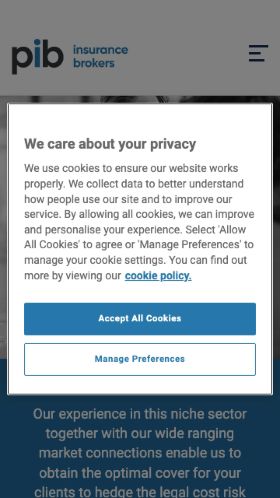 pib insurance
brokers
We care about your privacy
We use cookies to ensure our website works
properly. We collect data to better understand
how people use our site and to improve our
service. By allowing all cookies, we can improve
and personalise your experience. Select 'Allow
All Cookies' to agree or 'Manage Preferences' to
manage your cookie settings. You can find out
more by viewing our cookie policy.
Accept All Cookies
Manage Preferences
Our experience in this niche sector
together with our wide ranging
market connections enable us to
obtain the optimal cover for your
clients to hedge the legal cost risk